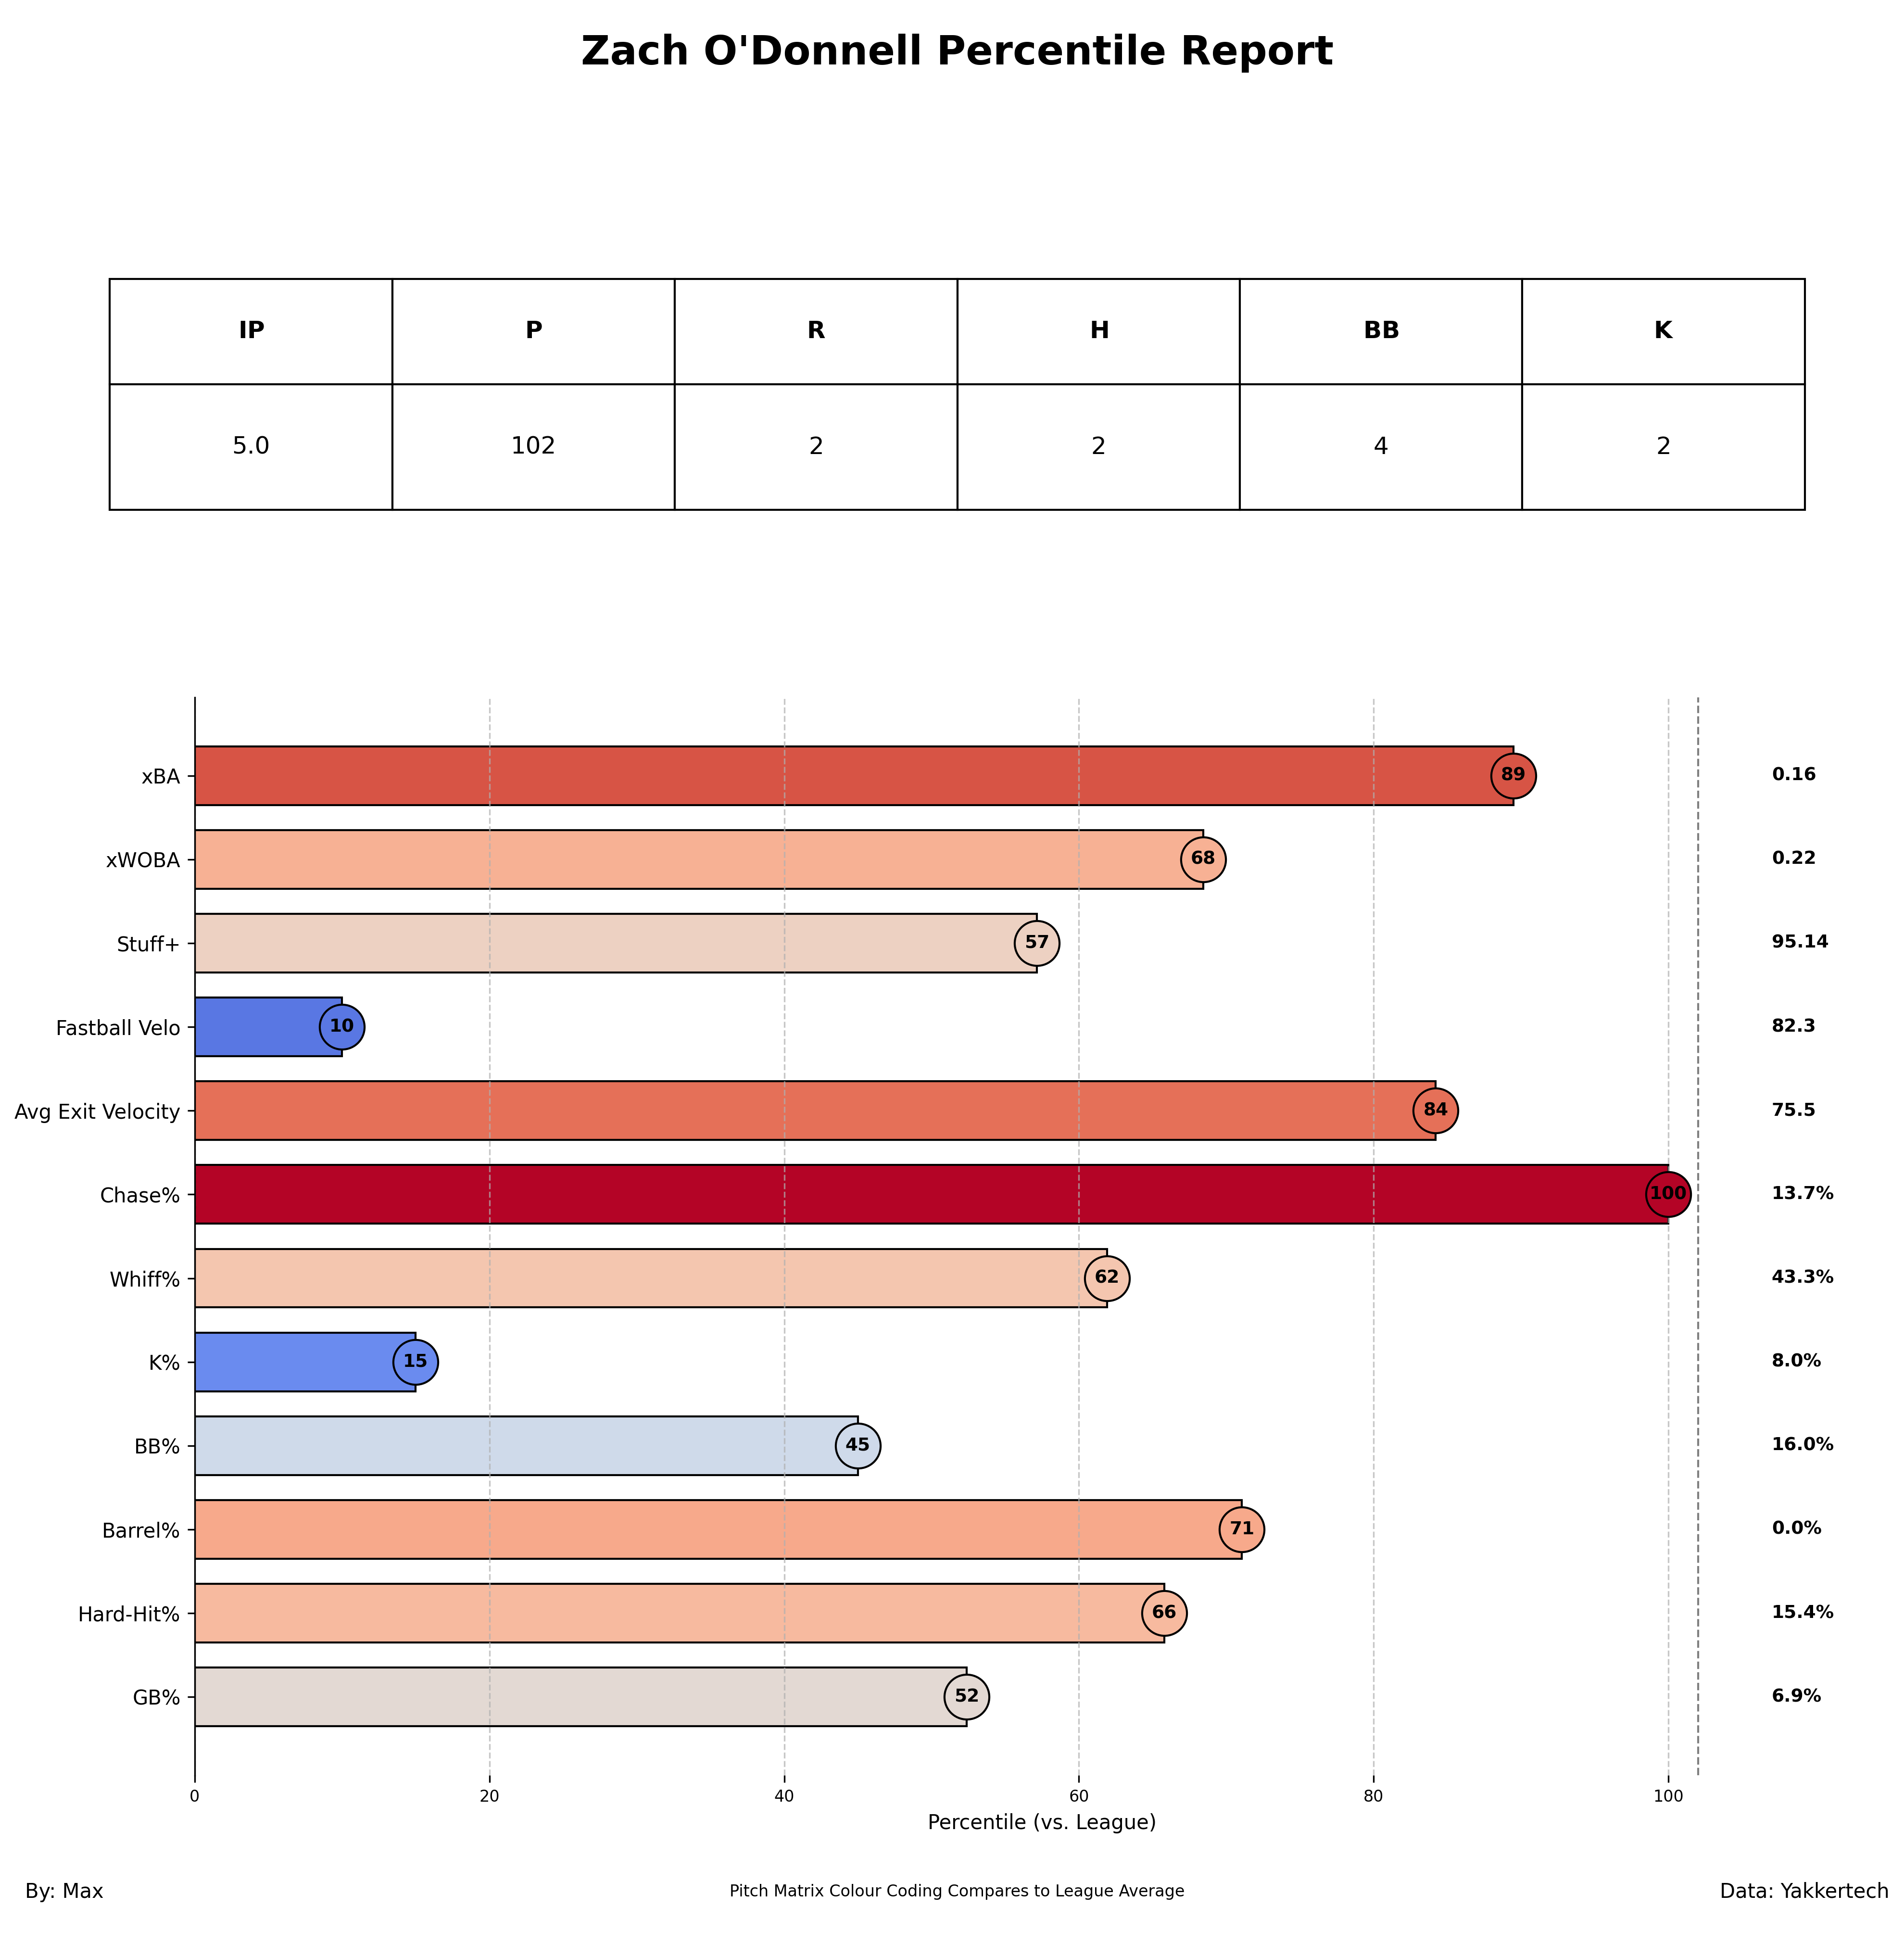 Zach O'Donnell Percentile Report
IP P R H BB K
5.0 102 2 2 4 2
xBA 89 0.16
xWOBA 68 0.22
Stuff+ 57 95.14
Fastball Velo 10 82.3
Avg Exit Velocity 84 75.5
Chase% 100 13.7%
Whiff% 62 43.3%
K% 15 8.0%
BB% 45 16.0%
Barrel% 71 0.0%
Hard-Hit% 66 15.4%
GB% 52 6.9%
0 20 40 60 80 100
Percentile (vs. League)
By: Max Pitch Matrix Colour Coding Compares to League Average Data: Yakkertech